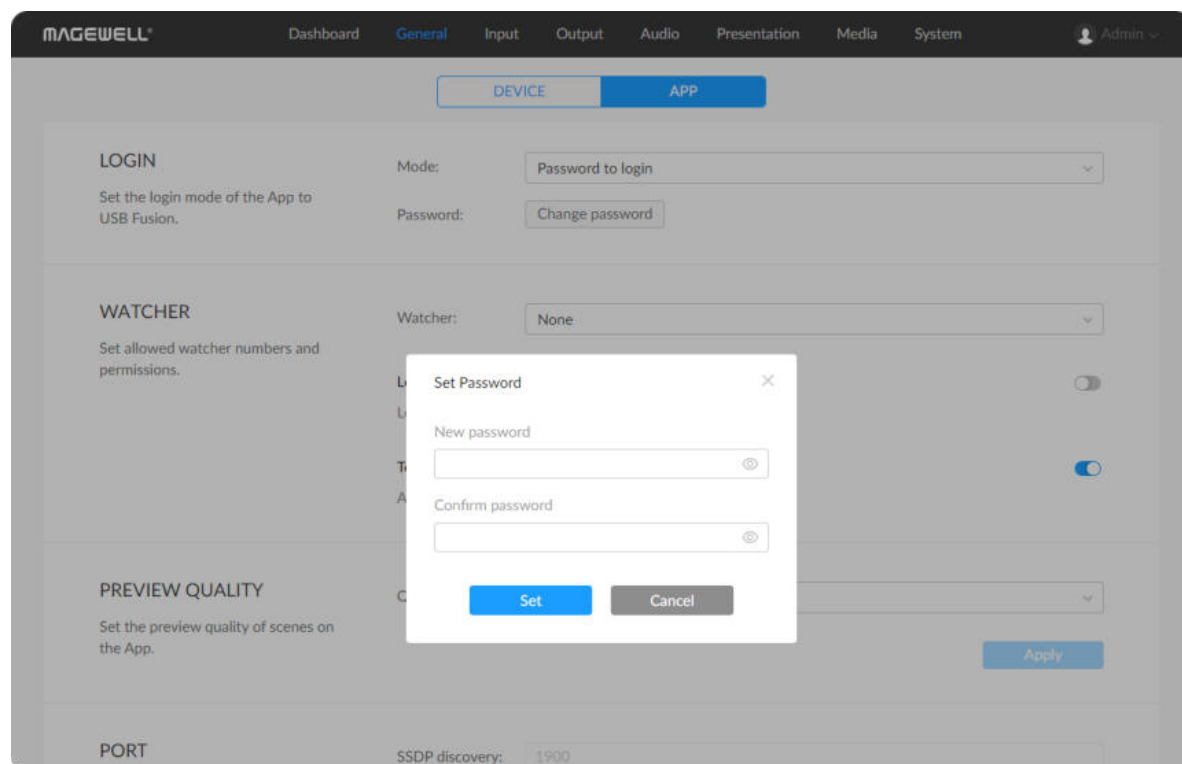 MAGEWELL®
Dashboard General Input Output Audio Presentation Media System Admin
DEVICE APP
LOGIN
Set the login mode of the App to
USB Fusion.
Mode: Password to login
Password: Change password
WATCHER
Set allowed watcher numbers and
permissions.
Watcher: None
Set Password
New password
Confirm password
Set Cancel
PREVIEW QUALITY
Set the preview quality of scenes on
the App.
Apply
PORT
SSDP discovery: 1900